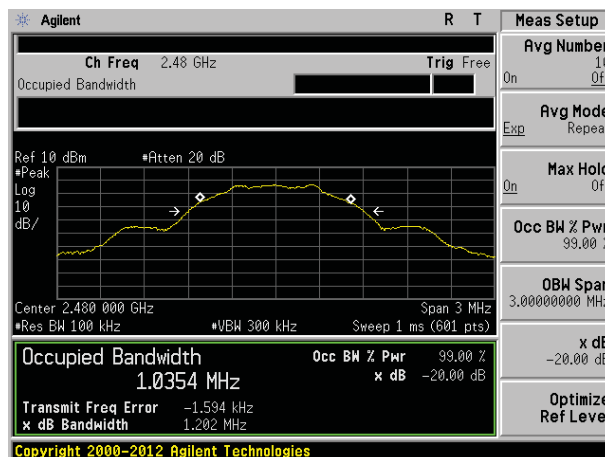 Agilent R T
Ch Freq 2.48 GHz Trig Free
Occupied Bandwidth
Ref 10 dBm #Atten 20 dB
#Peak
Log
10
dB/
Center 2.480 000 GHz Span 3 MHz
#Res BW 100 kHz #VBW 300 kHz Sweep 1 ms (601 pts)
Occupied Bandwidth
1.0354 MHz
Occ BW % Pwr 99.00 %
x dB -20.00 dB
Transmit Freq Error -1.594 kHz
x dB Bandwidth 1.202 MHz
Copyright 2000-2012 Agilent Technologies
Meas Setup
Avg Number
On
Avg Mode
Exp
Max Hold
On
Occ BW % Pwr
99.00 %
OBW Span
3.00000000 MHz
x dB
-20.00 dB
Optimize
Ref Level